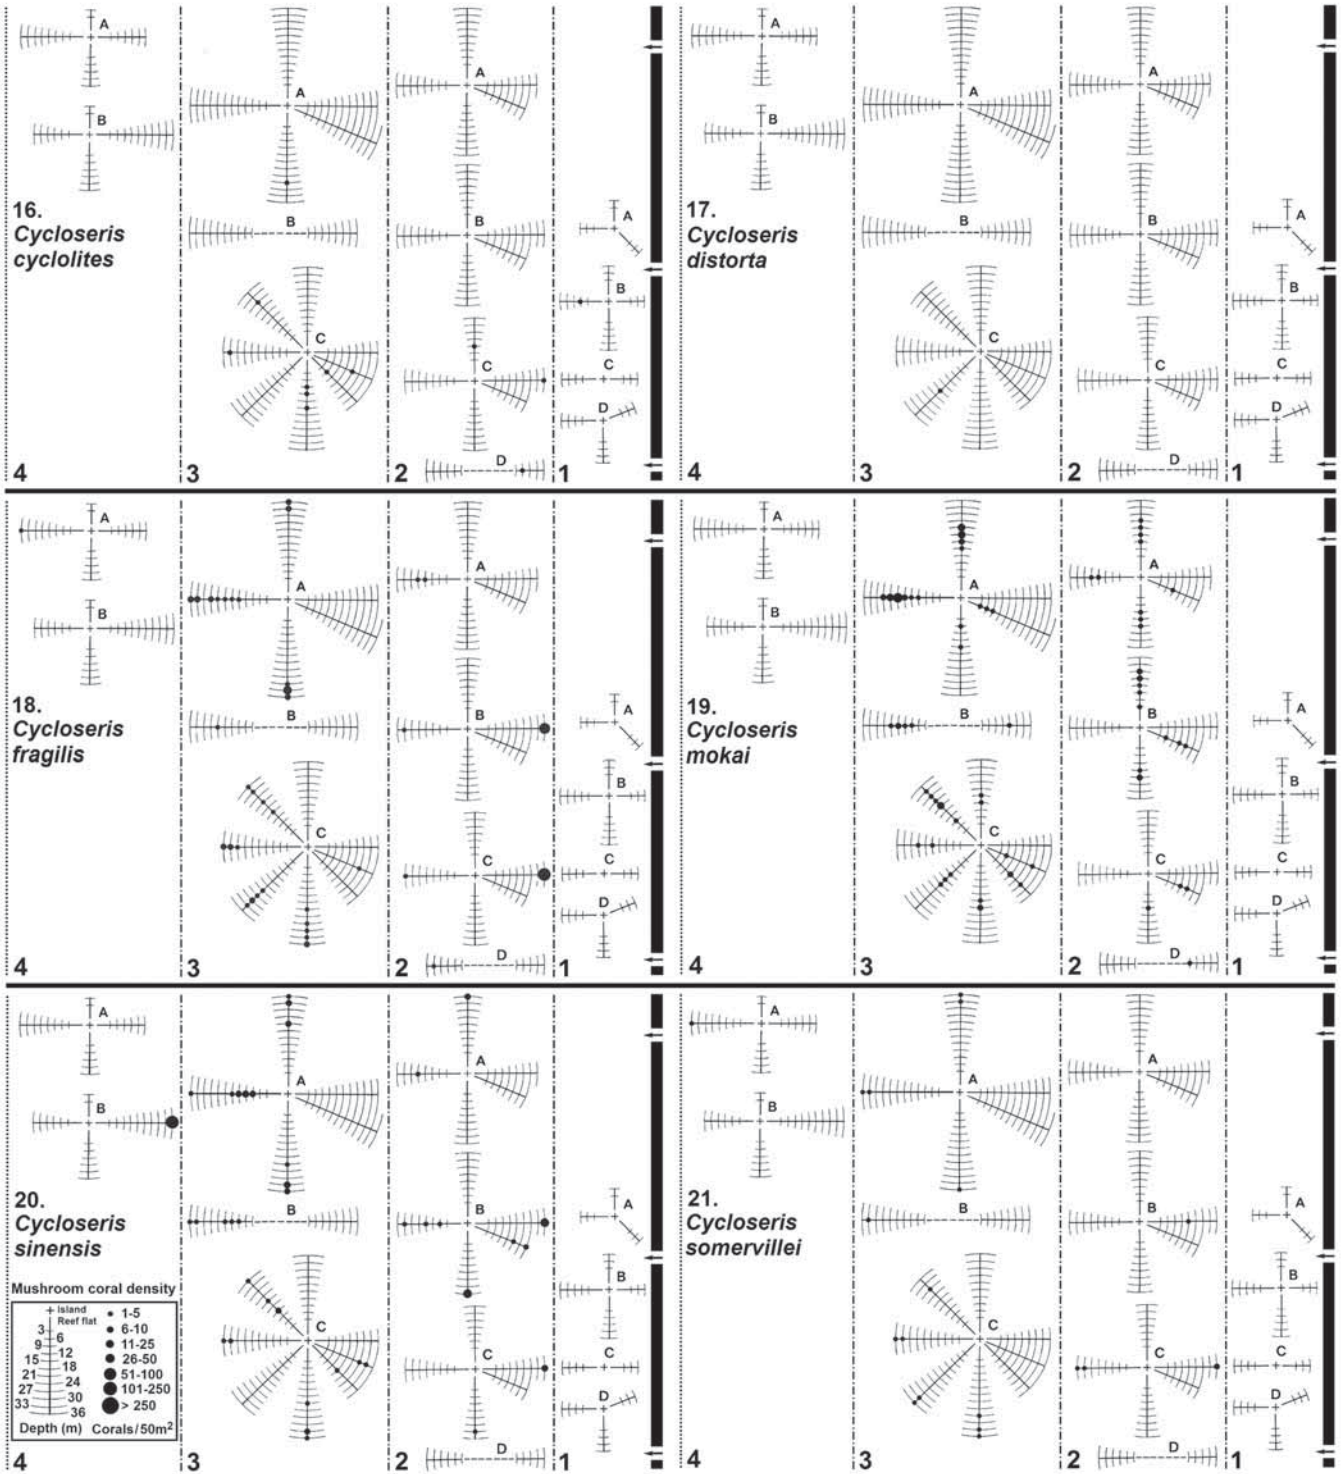 A
A
A
B
16.
Cycloseris
cyclolites
B
B
A
B
C
C
C
D
D
4 3 2 1
A
A
A
B
17.
Cycloseris
distorta
B
B
A
B
C
C
C
D
D
4 3 2 1
A
A
A
B
18.
Cycloseris
fragilis
B
B
A
B
C
C
C
D
D
4 3 2 1
A
A
A
B
19.
Cycloseris
mokai
B
B
A
B
C
C
C
D
D
4 3 2 1
A
A
A
B
20.
Cycloseris
sinensis
B
B
A
B
C
C
C
D
D
Mushroom coral density
Island
Reef flat
3 6
9 12
15 18
21 24
27 30
33 36
Depth (m)
1-5
6-10
11-25
26-50
51-100
101-250
> 250
Corals/50m²
4 3 2 1
A
A
A
B
21.
Cycloseris
somervillei
B
B
A
B
C
C
C
D
D
4 3 2 1